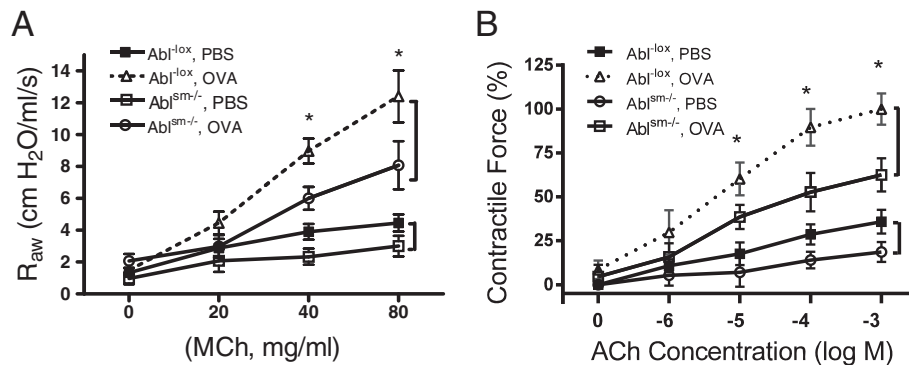 A
Abl-lox, PBS
Abl-lox, OVA
Ablsm-/-, PBS
Ablsm-/-, OVA
Raw (cm H2O/ml/s)
14
12
10
8
6
4
2
0
*
*
0
20
40
80
(MCh, mg/ml)
B
Abl-lox, PBS
Abl-lox, OVA
Ablsm-/-, PBS
Ablsm-/-, OVA
Contractile Force (%)
125
100
75
50
25
0
*
*
*
0
-6
-5
-4
-3
ACh Concentration (log M)